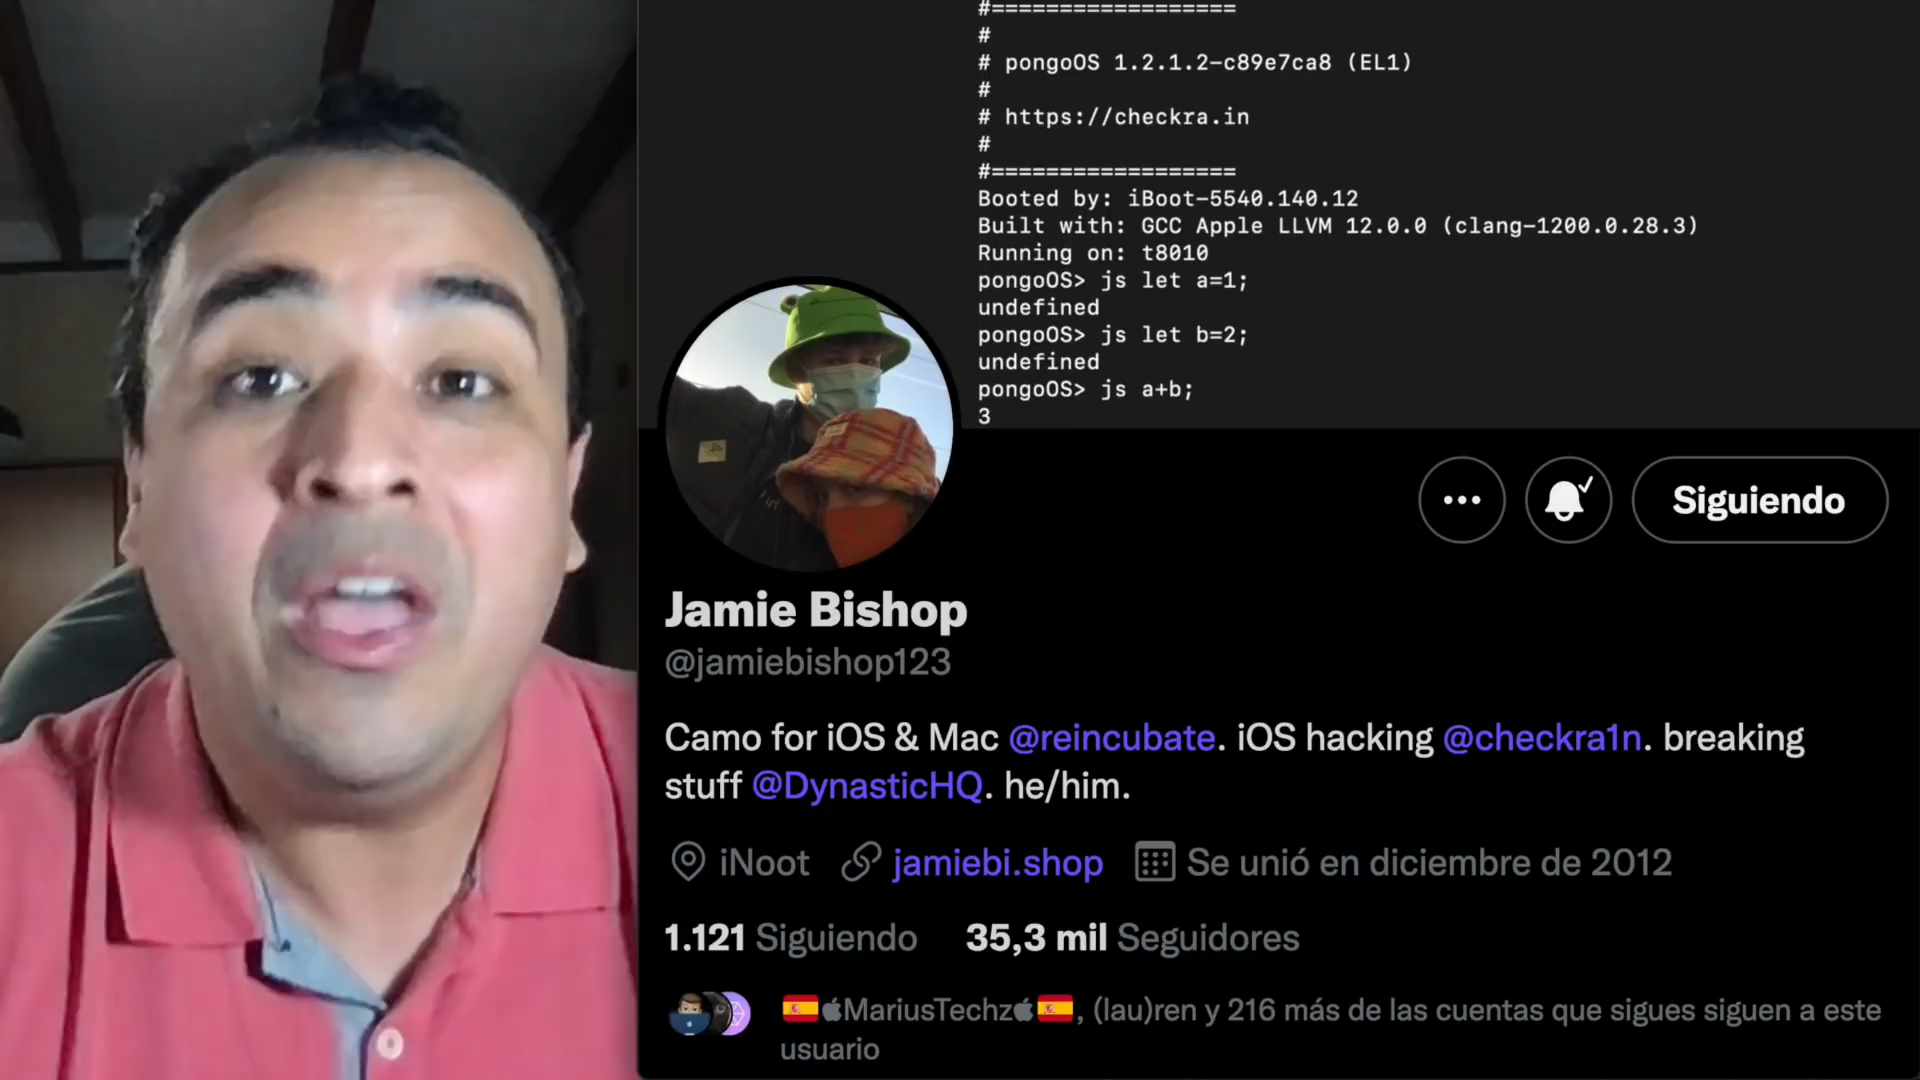 #===================
#
# pongoOS 1.2.1.2-c89e7ca8 (EL1)
#
# https://checkra.in
#
#===================
Booted by: iBoot-5540.140.12
Built with: GCC Apple LLVM 12.0.0 (clang-1200.0.28.3)
Running on: t8010
pongoOS> js let a=1;
undefined
pongoOS> js let b=2;
undefined
pongoOS> js a+b;
3
Siguiendo
Jamie Bishop
@jamiebishop123
Camo for iOS & Mac @reincubate. iOS hacking @checkra1n. breaking
stuff @DynasticHQ. he/him.
iNoot jamiebi.shop Se unió en diciembre de 2012
1.121 Siguiendo 35,3 mil Seguidores
🇪🇸MariusTechz🇪🇸, (lau)ren y 216 más de las cuentas que sigues siguen a este
usuario